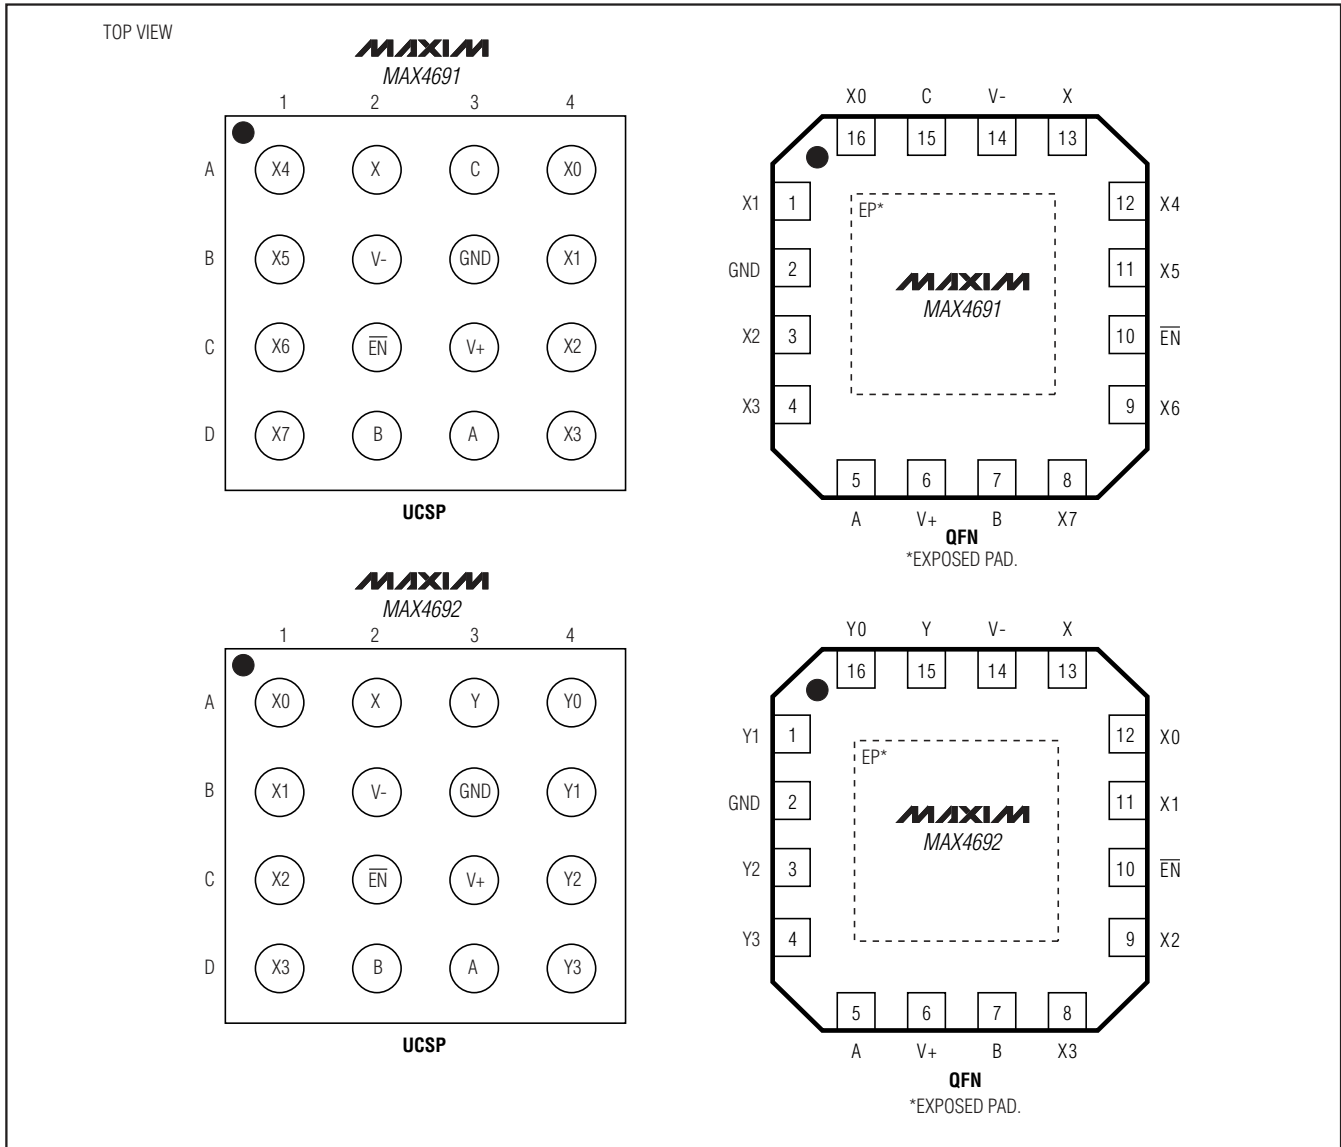 TOP VIEW
MAXIM
MAX4691
1 2 3 4
A X4 X C X0
B X5 V- GND X1
C X6 E̅N̅ V+ X2
D X7 B A X3
UCSP
X0 C V- X
16 15 14 13
X1 1 12 X4
EP*
GND 2 11 X5
MAXIM
MAX4691
X2 3 10 E̅N̅
X3 4 9 X6
5 6 7 8
A V+ B X7
QFN
*EXPOSED PAD.
MAXIM
MAX4692
1 2 3 4
A X0 X Y Y0
B X1 V- GND Y1
C X2 E̅N̅ V+ Y2
D X3 B A Y3
UCSP
Y0 Y V- X
16 15 14 13
Y1 1 12 X0
EP*
GND 2 11 X1
MAXIM
MAX4692
Y2 3 10 E̅N̅
Y3 4 9 X2
5 6 7 8
A V+ B X3
QFN
*EXPOSED PAD.